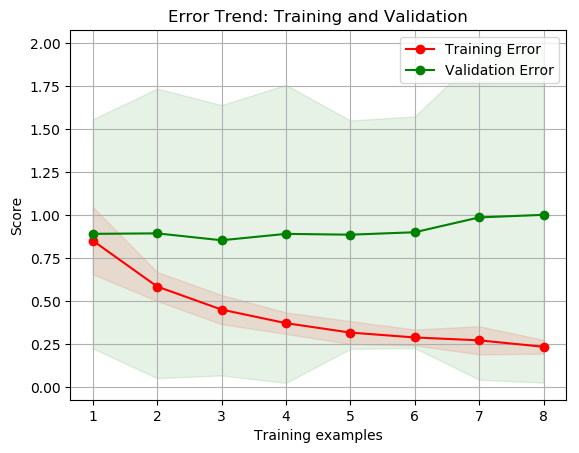 Error Trend: Training and Validation
Training Error
Validation Error
Score
2.00
1.75
1.50
1.25
1.00
0.75
0.50
0.25
0.00
1 2 3 4 5 6 7 8
Training examples